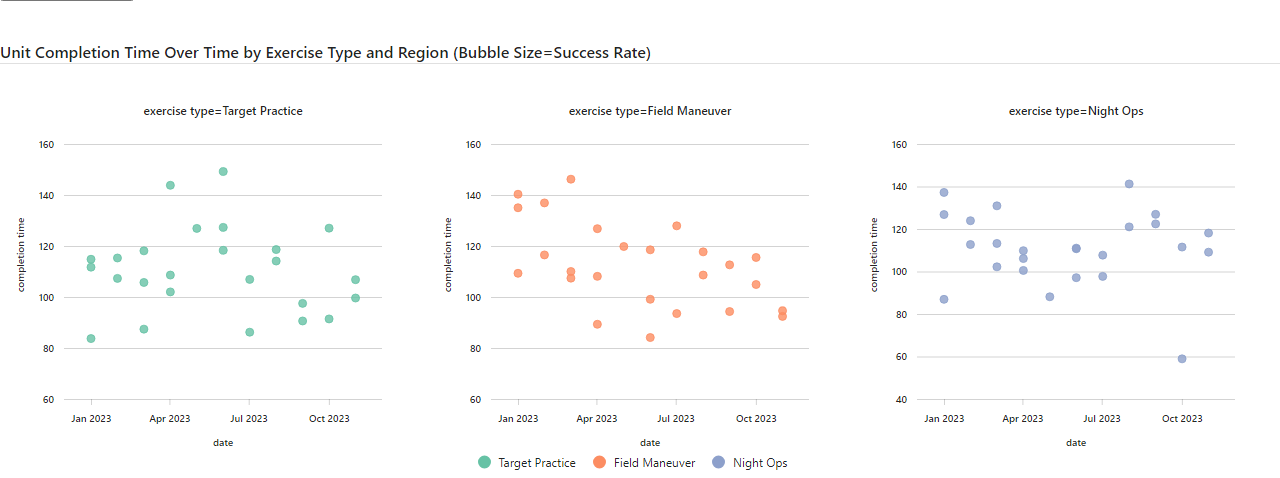 Unit Completion Time Over Time by Exercise Type and Region (Bubble Size=Success Rate)
exercise type=Target Practice
160
140
120
100
80
60
completion time
Jan 2023 Apr 2023 Jul 2023 Oct 2023
date
exercise type=Field Maneuver
160
140
120
100
80
60
completion time
Jan 2023 Apr 2023 Jul 2023 Oct 2023
date
exercise type=Night Ops
160
140
120
100
80
60
40
completion time
Jan 2023 Apr 2023 Jul 2023 Oct 2023
date
Target Practice Field Maneuver Night Ops